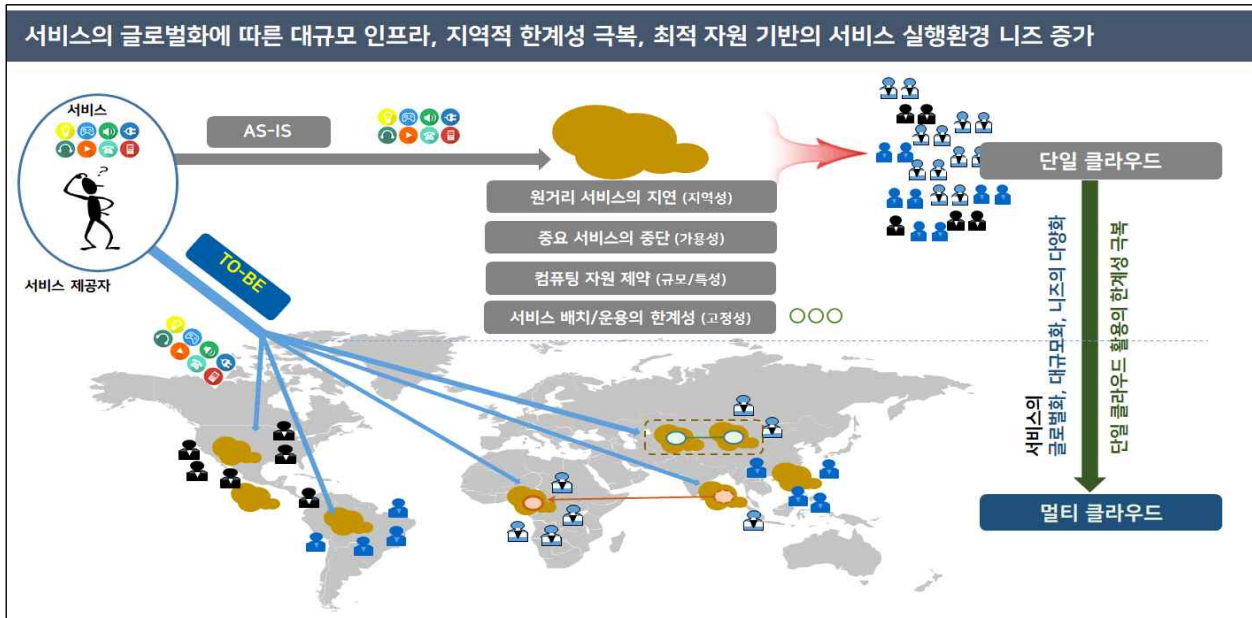 서비스의 글로벌화에 따른 대규모 인프라, 지역적 한계성 극복, 최적 자원 기반의 서비스 실행환경 니즈 증가
서비스
AS-IS
서비스 제공자
TO-BE
원거리 서비스의 지연 (지역성)
중요 서비스의 중단 (가용성)
컴퓨팅 자원 제약 (규모/특성)
서비스 배치/운용의 한계성 (고정성)
단일 클라우드
서비스의
글로벌화, 대규모화, 니즈의 다양화
단일 클라우드 활용의 한계성 극복
멀티 클라우드